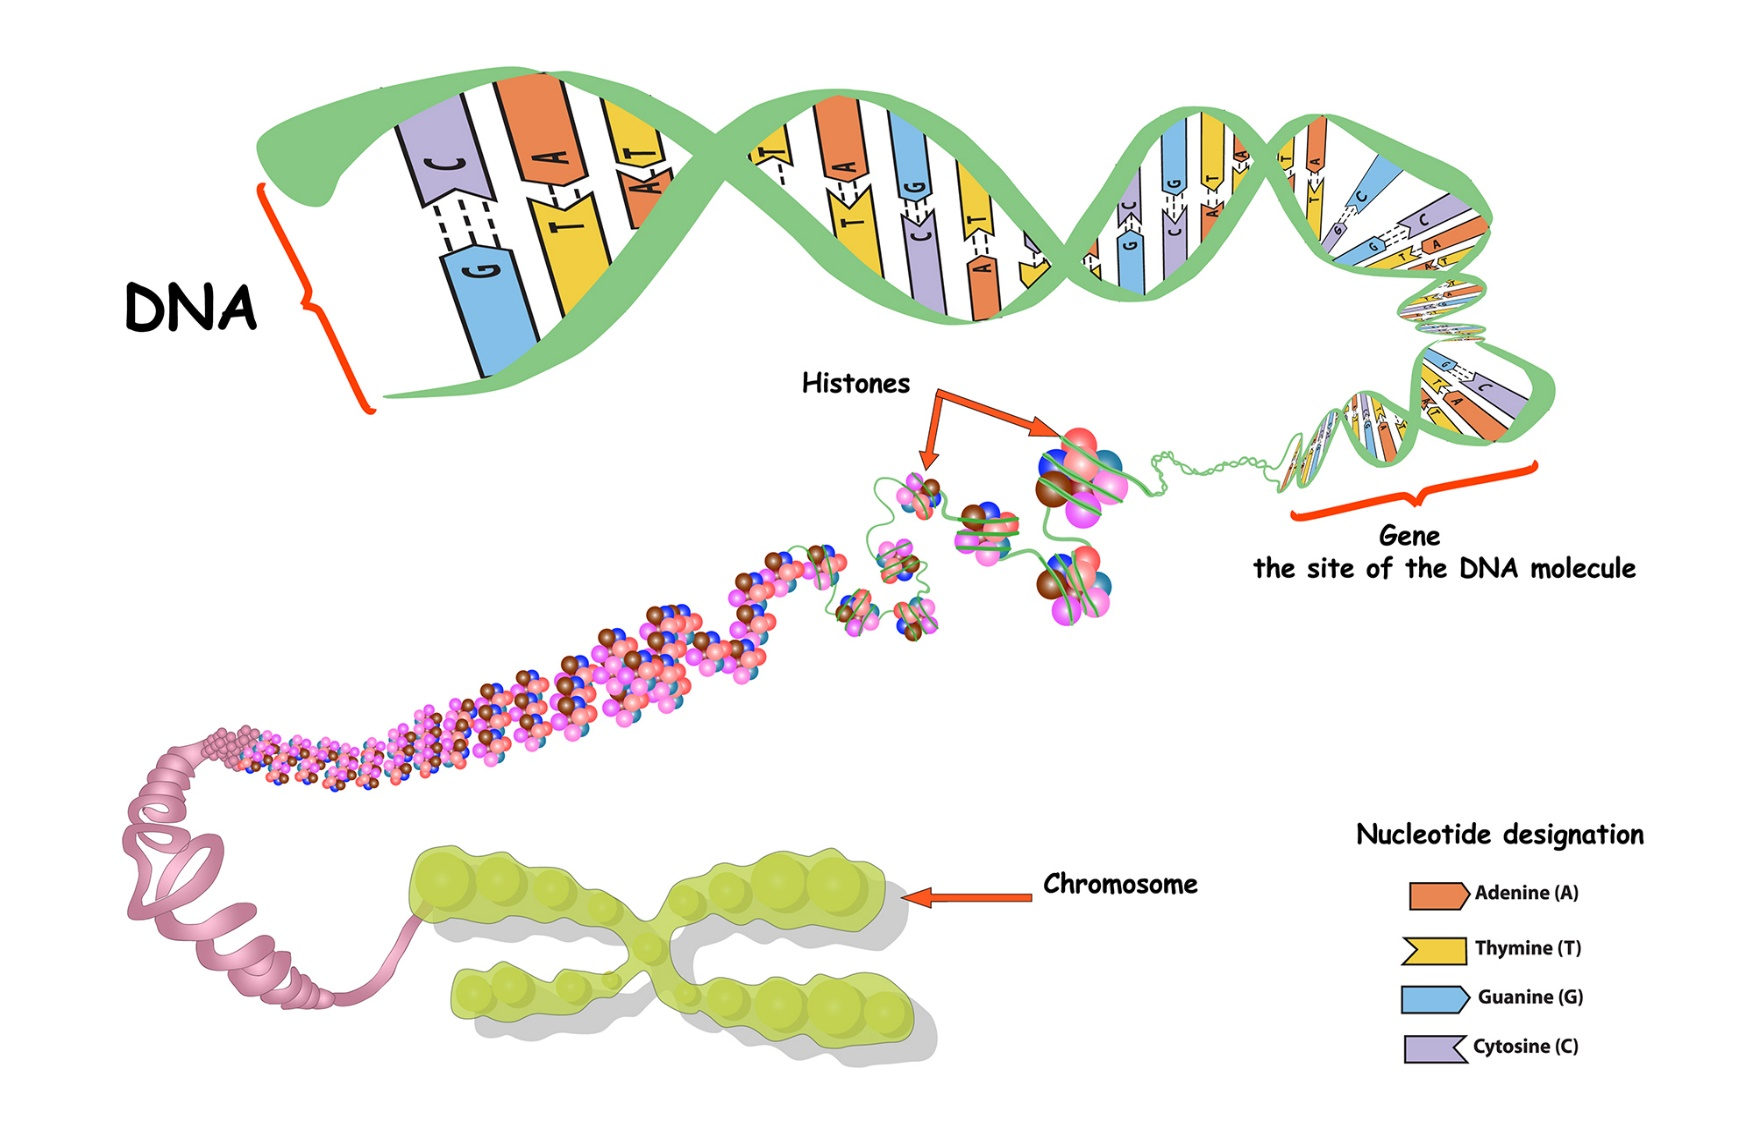 C
A
T
G
T
A
T
A
T
G
T
T
C
A
C
G
T
A
G
C
A
T
A
T
C
G
C
G
A
T
A
T
G
C
T
A
T
DNA
Histones
Gene
the site of the DNA molecule
Chromosome
Nucleotide designation
Adenine (A)
Thymine (T)
Guanine (G)
Cytosine (C)